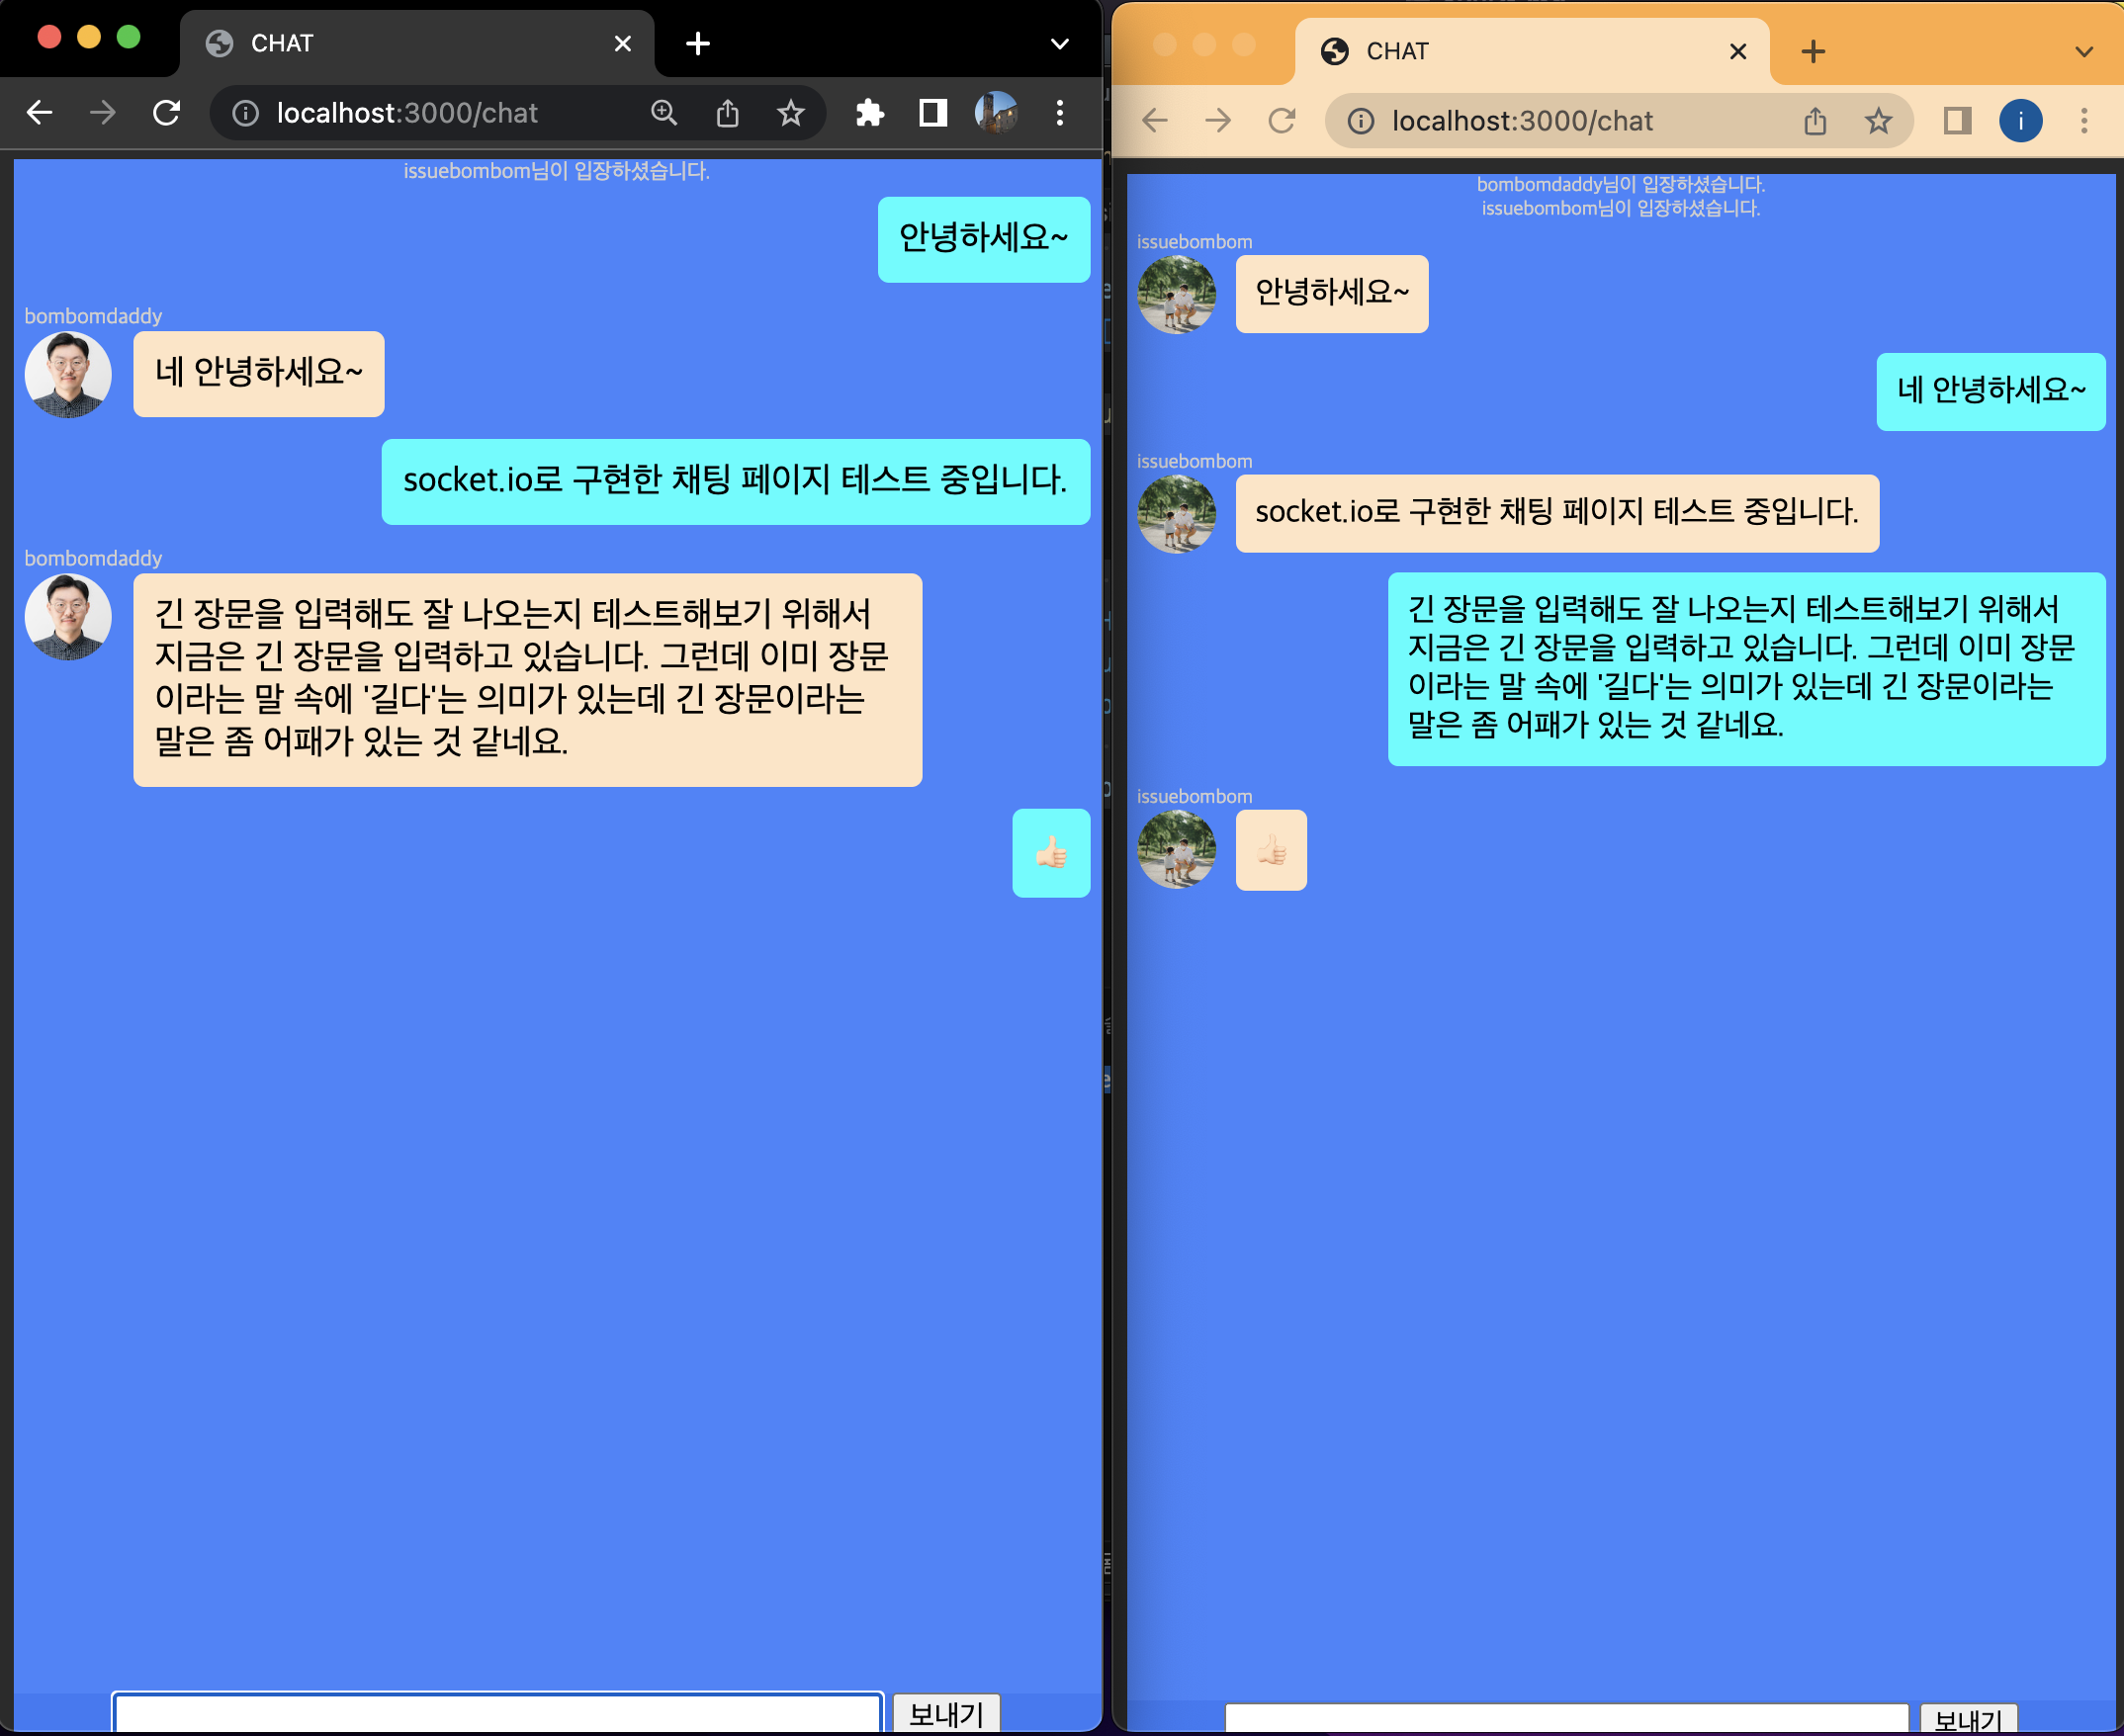 CHAT
localhost:3000/chat
issuebombom님이 입장하셨습니다.
안녕하세요~
bombomdaddy
네 안녕하세요~
socket.io로 구현한 채팅 페이지 테스트 중입니다.
bombomdaddy
긴 장문을 입력해도 잘 나오는지 테스트해보기 위해서
지금은 긴 장문을 입력하고 있습니다. 그런데 이미 장문
이라는 말 속에 '길다'는 의미가 있는데 긴 장문이라는
말은 좀 어패가 있는 것 같네요.
👍🏻
보내기
CHAT
localhost:3000/chat
i
bombomdaddy님이 입장하셨습니다.
issuebombom님이 입장하셨습니다.
issuebombom
안녕하세요~
네 안녕하세요~
issuebombom
socket.io로 구현한 채팅 페이지 테스트 중입니다.
긴 장문을 입력해도 잘 나오는지 테스트해보기 위해서
지금은 긴 장문을 입력하고 있습니다. 그런데 이미 장문
이라는 말 속에 '길다'는 의미가 있는데 긴 장문이라는
말은 좀 어패가 있는 것 같네요.
issuebombom
👍🏻
보내기